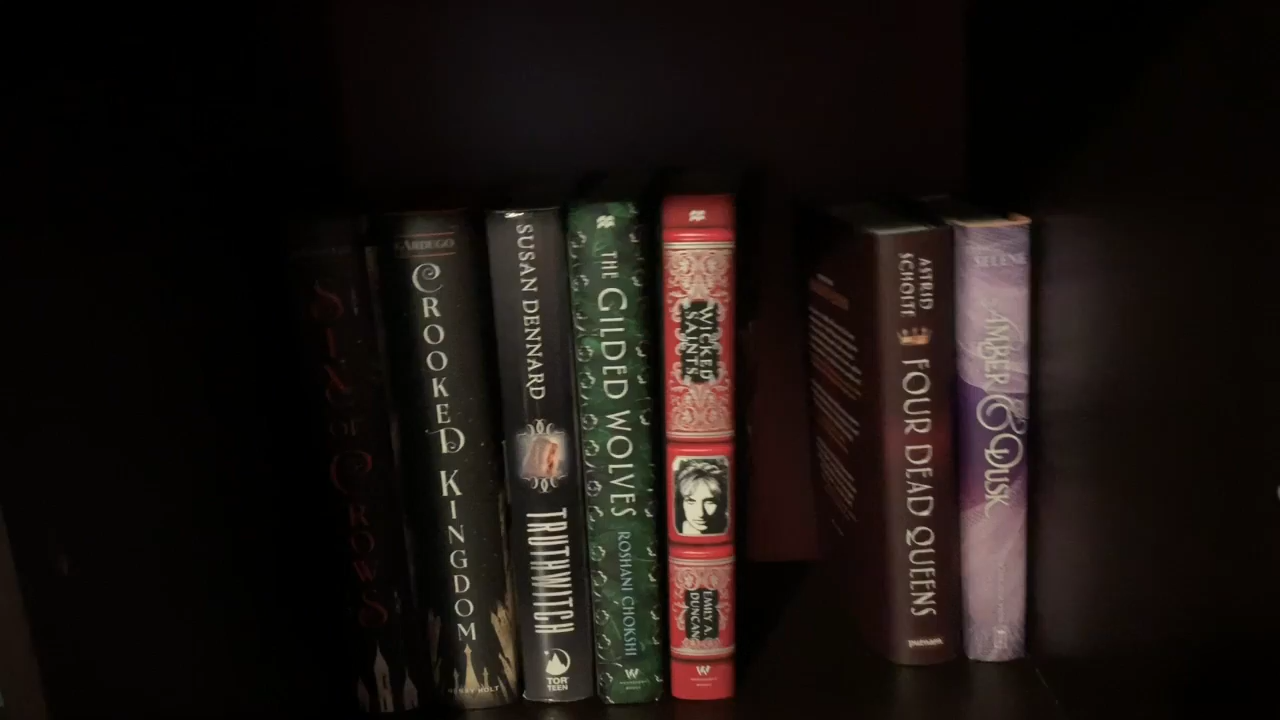 SIX OF CROWS
BARDUGO
CROOKED KINGDOM
HENRY HOLT
SUSAN DENNARD
TRUTHWITCH
TOR
TEEN
THE GILDED WOLVES
ROSHANI CHOKSHI
WICKED
SAINTS
EMILY A.
DUNCAN
ASTRID
SCHOLTE
FOUR DEAD QUEENS
putnam
SELENE
AMBER & DUSK